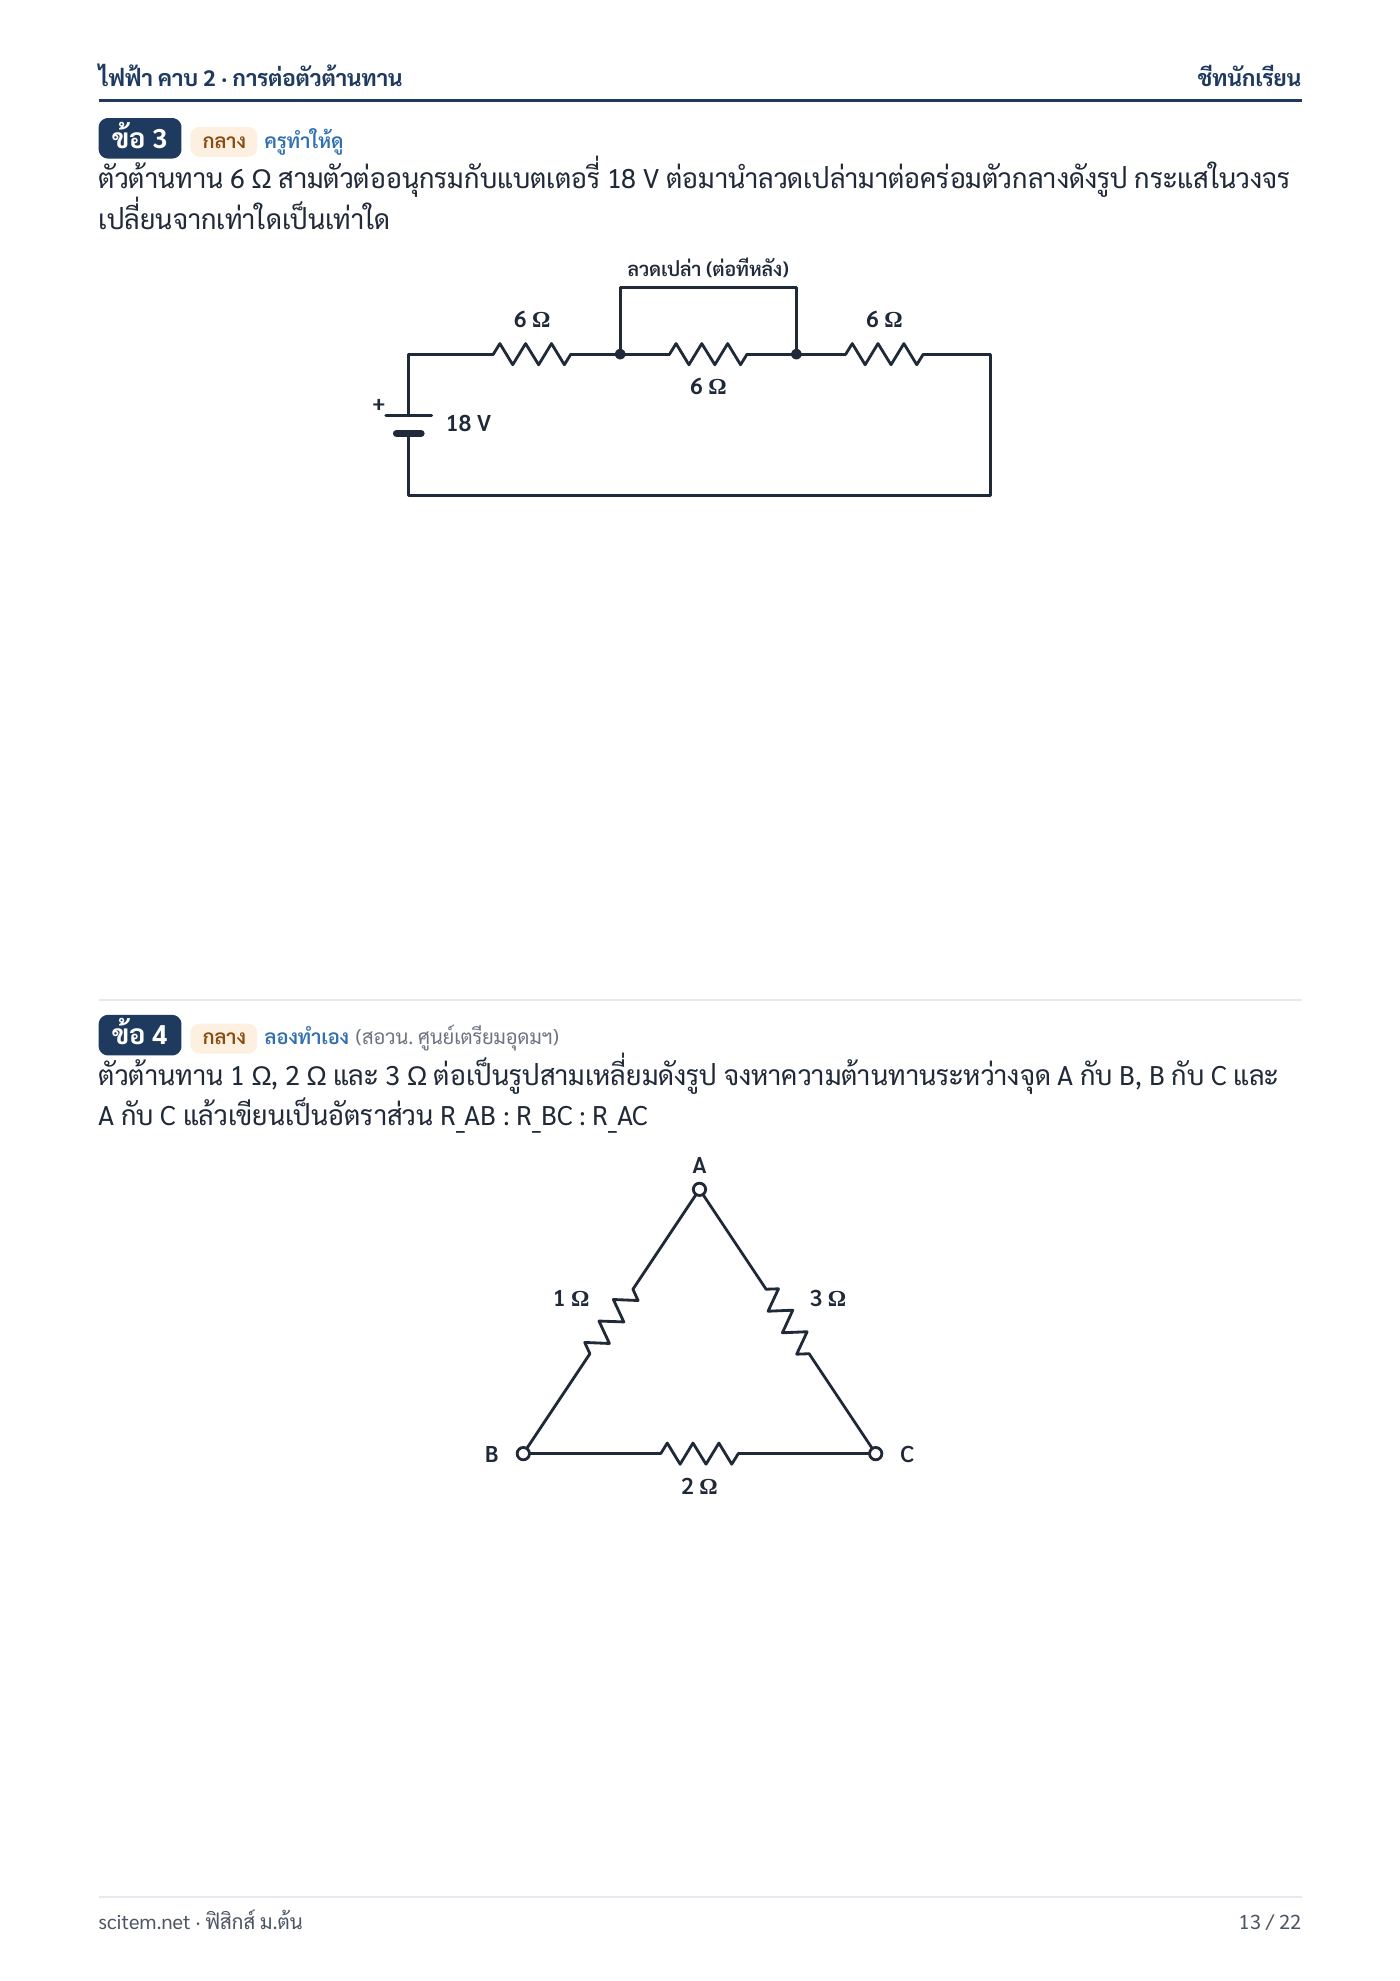 ไฟฟ้า คาบ 2 · การต่อตัวต้านทาน
ชีทนักเรียน
ข้อ 3 กลาง ครูทำให้ดู
ตัวต้านทาน 6 Ω สามตัวต่ออนุกรมกับแบตเตอรี่ 18 V ต่อมานำลวดเปล่ามาต่อคร่อมตัวกลางดังรูป กระแสในวงจร
เปลี่ยนจากเท่าใดเป็นเท่าใด
ลวดเปล่า (ต่อทีหลัง)
6 Ω
6 Ω
6 Ω
+
18 V
ข้อ 4 กลาง ลองทำเอง (สอวน. ศูนย์เตรียมอุดมฯ)
ตัวต้านทาน 1 Ω, 2 Ω และ 3 Ω ต่อเป็นรูปสามเหลี่ยมดังรูป จงหาความต้านทานระหว่างจุด A กับ B, B กับ C และ
A กับ C แล้วเขียนเป็นอัตราส่วน R_AB : R_BC : R_AC
A
1 Ω
3 Ω
B
C
2 Ω
scitem.net · ฟิสิกส์ ม.ต้น
13 / 22